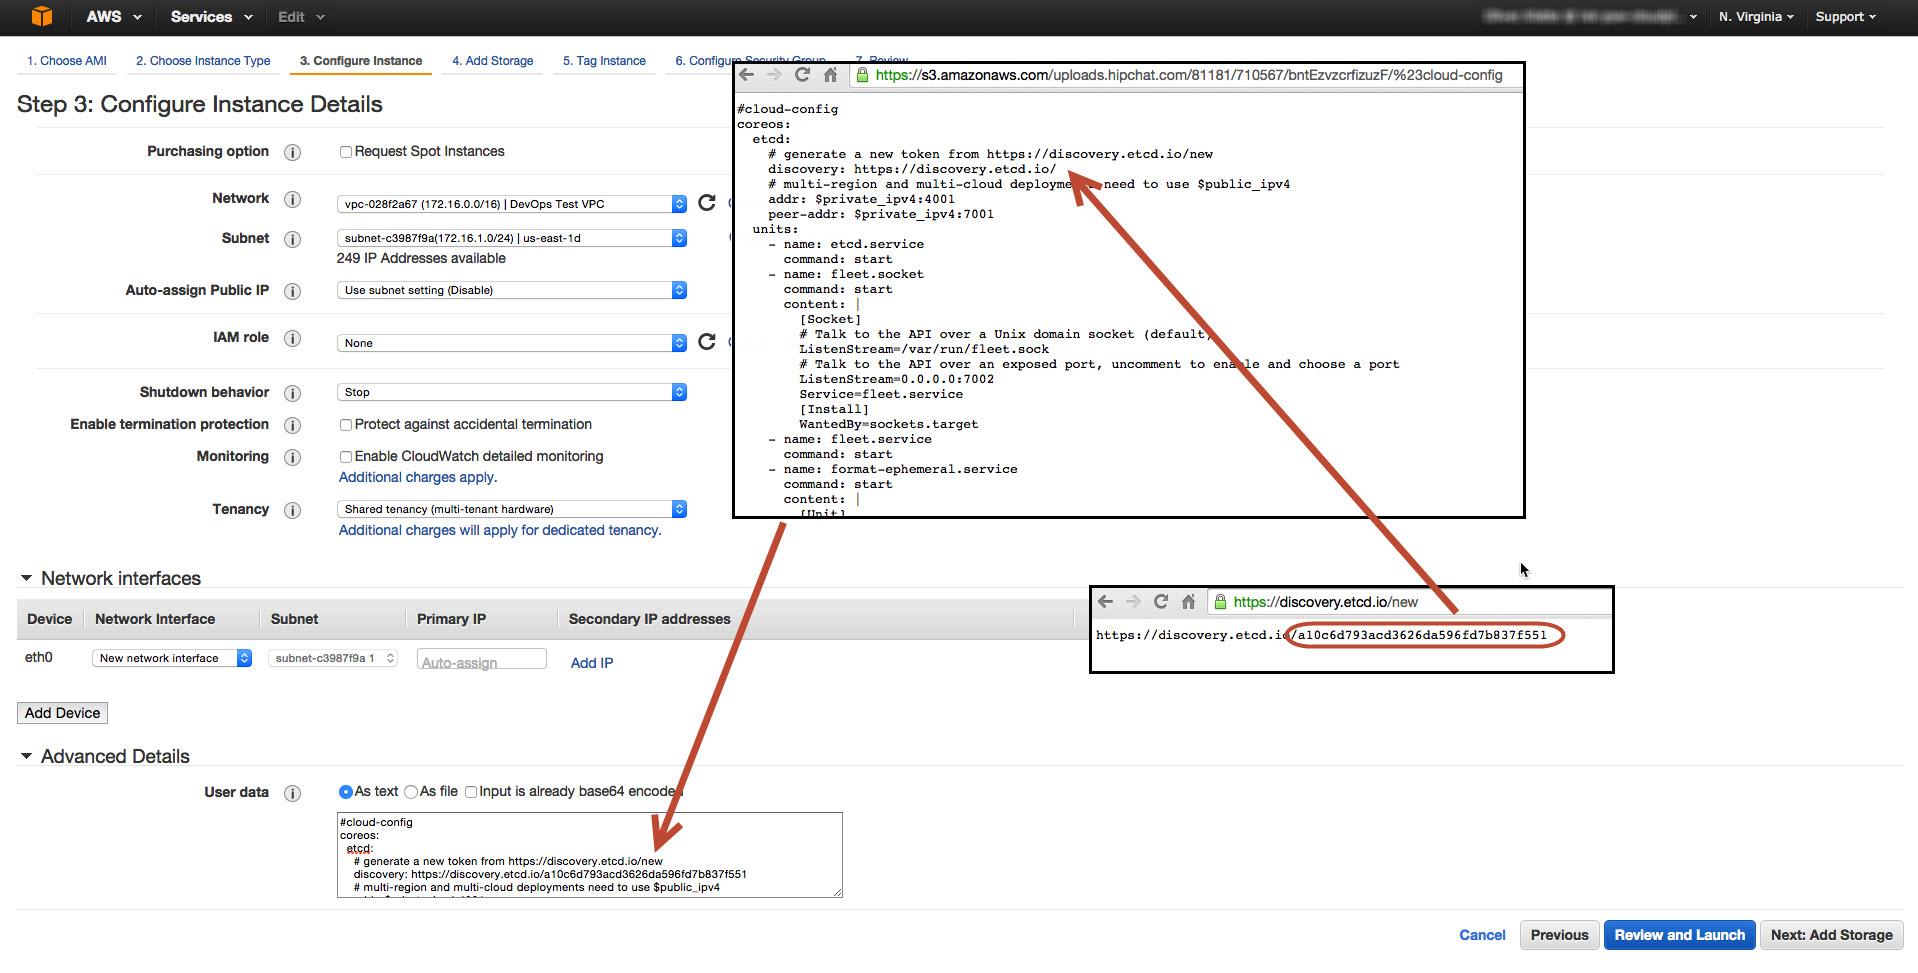 AWS Services Edit N. Virginia Support
1. Choose AMI 2. Choose Instance Type 3. Configure Instance 4. Add Storage 5. Tag Instance 6. Configure Security Group 7. Review
Step 3: Configure Instance Details
Purchasing option Request Spot Instances
Network vpc-028f2a67 (172.16.0.0/16) | DevOps Test VPC
Subnet subnet-c3987f9a(172.16.1.0/24) | us-east-1d
249 IP Addresses available
Auto-assign Public IP Use subnet setting (Disable)
IAM role None
Shutdown behavior Stop
Enable termination protection Protect against accidental termination
Monitoring Enable CloudWatch detailed monitoring
Additional charges apply.
Tenancy Shared tenancy (multi-tenant hardware)
Additional charges will apply for dedicated tenancy.
https://s3.amazonaws.com/uploads.hipchat.com/81181/710567/bntEzvzcrfizuzF/%23cloud-config
#cloud-config
coreos:
etcd:
# generate a new token from https://discovery.etcd.io/new
discovery: https://discovery.etcd.io/
# multi-region and multi-cloud deployments need to use $public_ipv4
addr: $private_ipv4:4001
peer-addr: $private_ipv4:7001
units:
- name: etcd.service
command: start
- name: fleet.socket
command: start
content: |
[Socket]
# Talk to the API over a Unix domain socket (default)
ListenStream=/var/run/fleet.sock
# Talk to the API over an exposed port, uncomment to enable and choose a port
ListenStream=0.0.0.0:7002
Service=fleet.service
[Install]
WantedBy=sockets.target
- name: fleet.service
command: start
- name: format-ephemeral.service
command: start
content: |
[Unit]
Network interfaces
Device Network Interface Subnet Primary IP Secondary IP addresses
eth0 New network interface subnet-c3987f9a 1 Auto-assign Add IP
https://discovery.etcd.io/new
https://discovery.etcd.io/a10c6d793acd3626da596fd7b837f551
Add Device
Advanced Details
User data As text As file Input is already base64 encoded
#cloud-config
coreos:
etcd:
# generate a new token from https://discovery.etcd.io/new
discovery: https://discovery.etcd.io/a10c6d793acd3626da596fd7b837f551
# multi-region and multi-cloud deployments need to use $public_ipv4
Cancel Previous Review and Launch Next: Add Storage